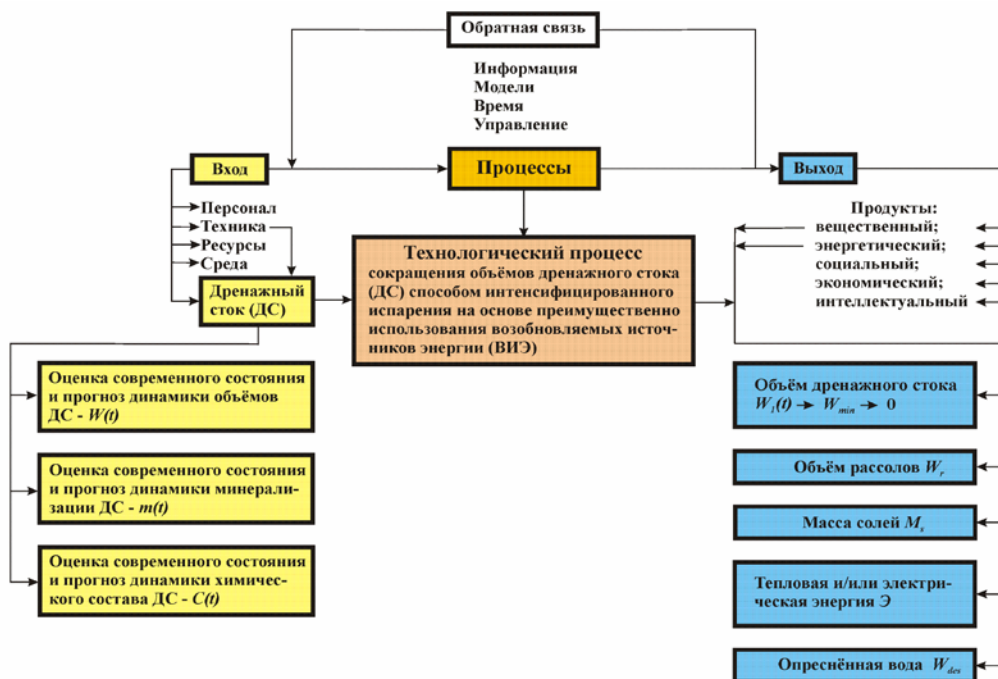 Обратная связь
Информация
Модели
Время
Управление
Вход
Процессы
Выход
Персонал
Техника
Ресурсы
Среда
Дренажный
сток (ДС)
Технологический процесс
сокращения объёмов дренажного стока
(ДС) способом интенсифицированного
испарения на основе преимущественно
использования возобновляемых источ-
ников энергии (ВИЭ)
Продукты:
вещественный;
энергетический;
социальный;
экономический;
интеллектуальный
Оценка современного состояния
и прогноз динамики объёмов
ДС - W(t)
Оценка современного состояния
и прогноз динамики минерали-
зации ДС - m(t)
Оценка современного состояния
и прогноз динамики химичес-
кого состава ДС - C(t)
Объём дренажного стока
W₁(t) → Wmin → 0
Объём рассолов Wr
Масса солей Ms
Тепловая и/или электри-
ческая энергия Э
Опреснённая вода Wdes